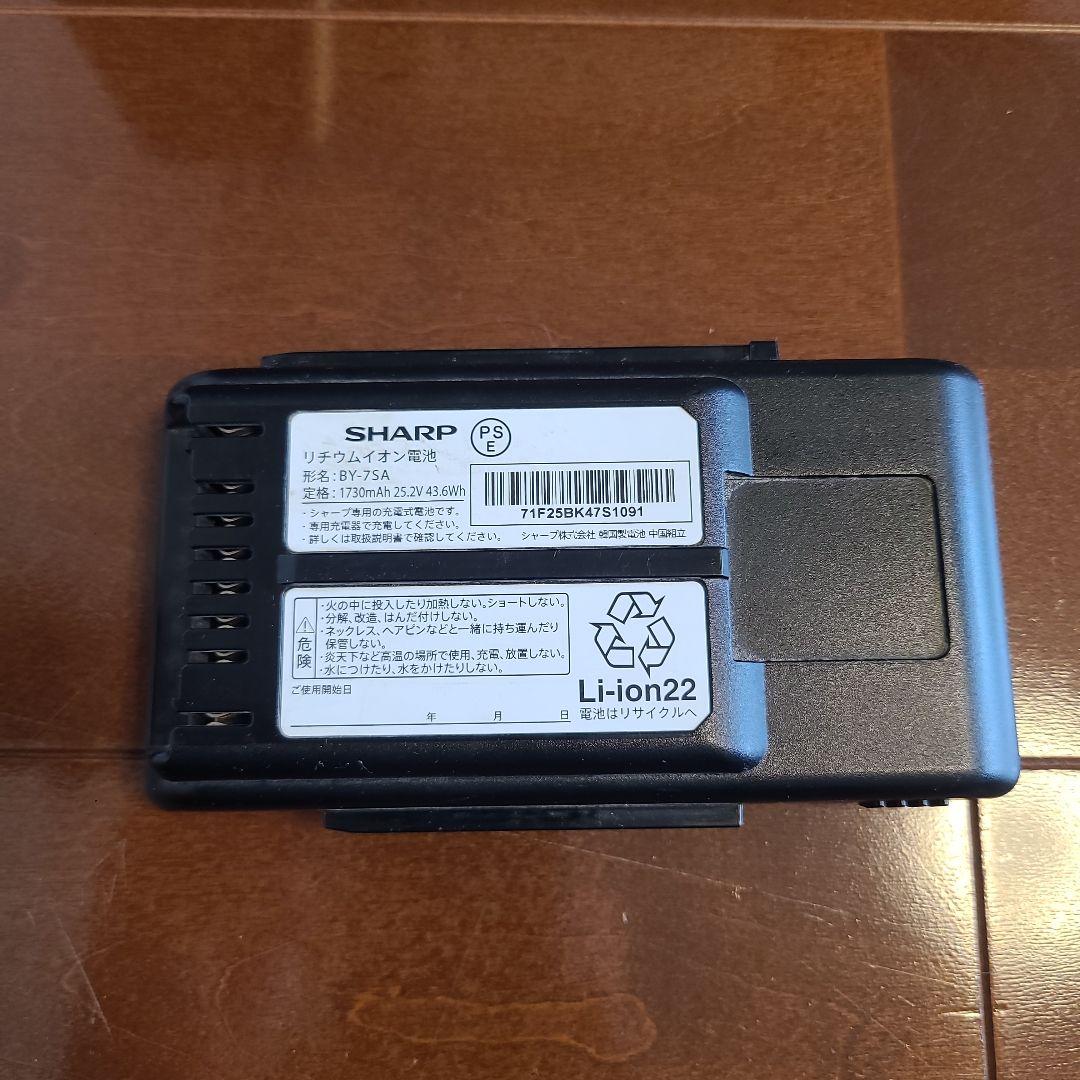 SHARP
PS
E
リチウムイオン電池
形名：BY-7SA
定格：1730mAh 25.2V 43.6Wh
・シャープ専用の充電式電池です。
・専用充電器で充電してください。
・詳しくは取扱説明書で確認してください。
71F25BK47S1091
シャープ株式会社 韓国製電池 中国組立
危険
・火の中に投入したり加熱しない。ショートしない。
・分解、改造、はんだ付けしない。
・ネックレス、ヘアピンなどと一緒に持ち運んだり
保管しない。
・炎天下など高温の場所で使用、充電、放置しない。
・水につけたり、水をかけたりしない。
ご使用開始日
年 月 日
Li-ion22
電池はリサイクルへ